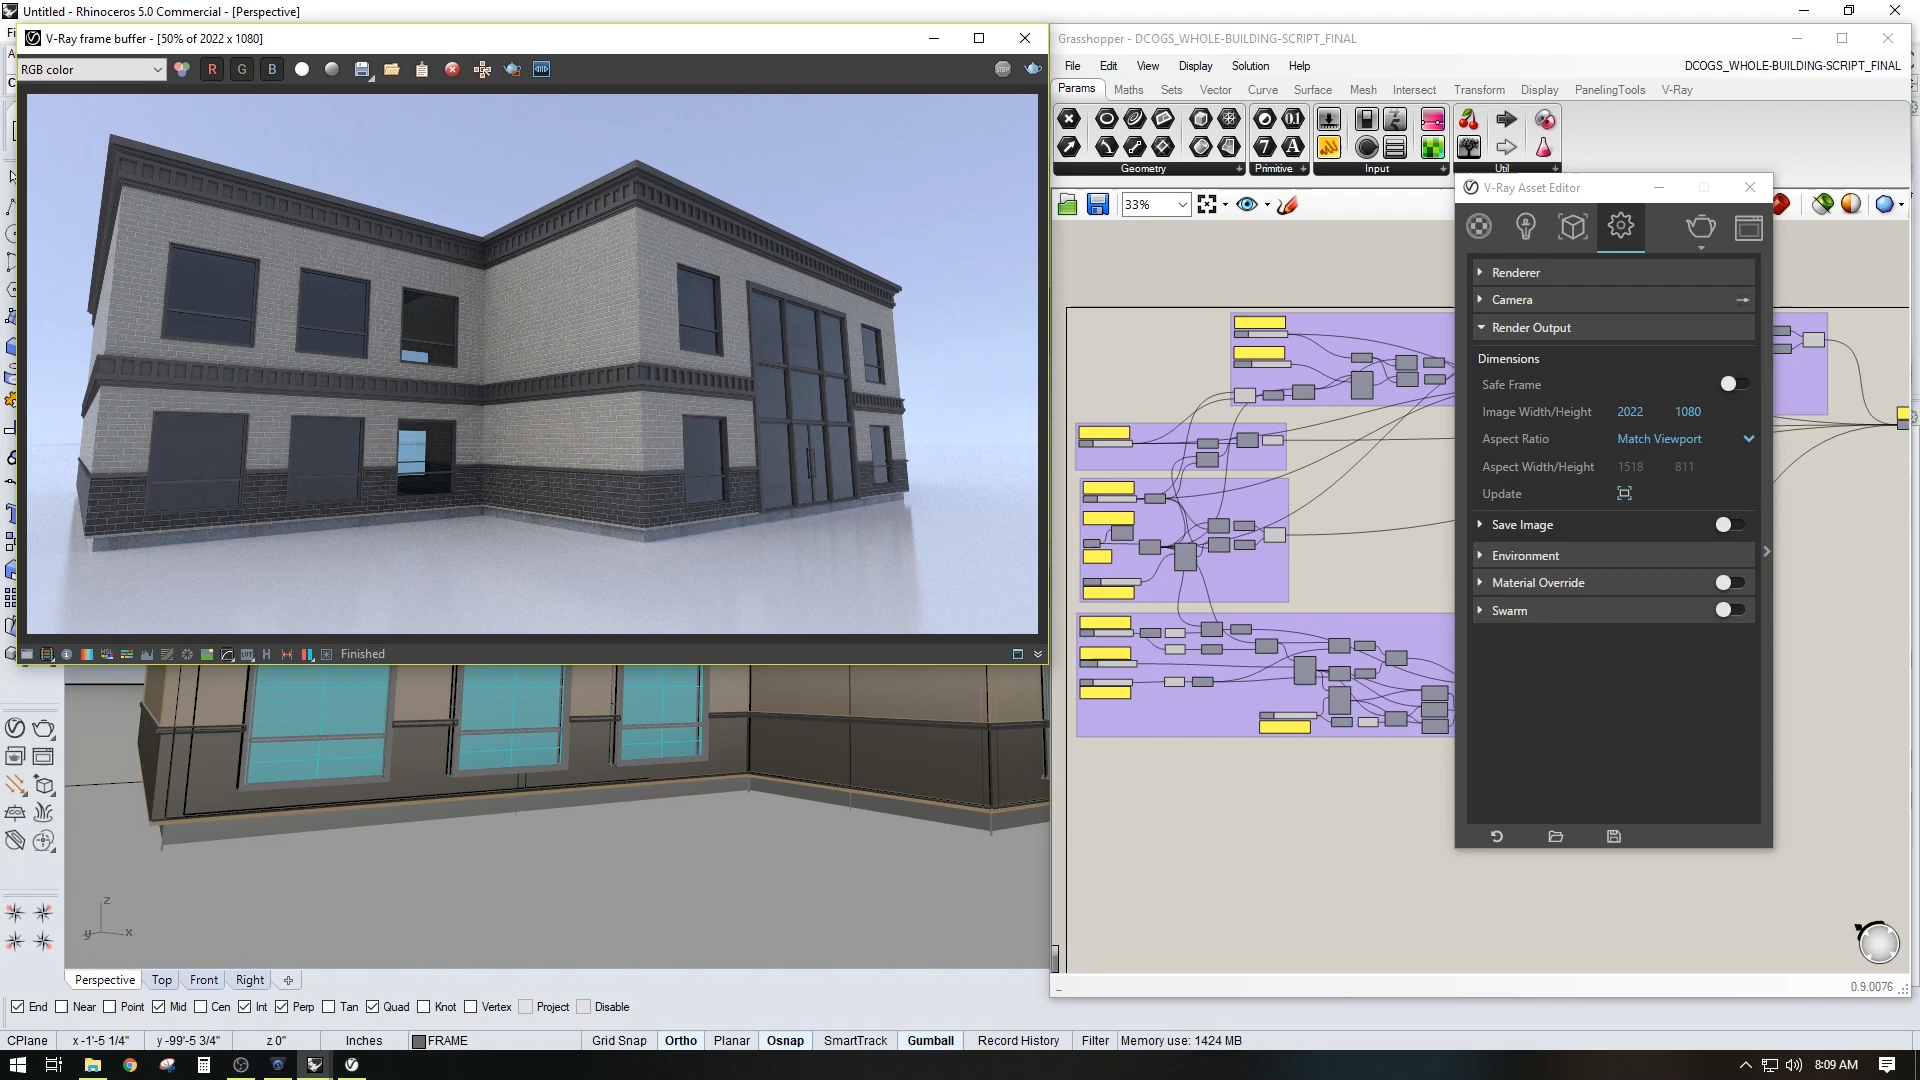 Untitled - Rhinoceros 5.0 Commercial - [Perspective]
V-Ray frame buffer - [50% of 2022 x 1080]
RGB color
R G B
STOP
Finished
H
Grasshopper - DCOGS_WHOLE-BUILDING-SCRIPT_FINAL
File Edit View Display Solution Help
DCOGS_WHOLE-BUILDING-SCRIPT_FINAL
Params Maths Sets Vector Curve Surface Mesh Intersect Transform Display PanelingTools V-Ray
Geometry Primitive Input Util
33%
V-Ray Asset Editor
Renderer
Camera
Render Output
Dimensions
Safe Frame
Image Width/Height 2022 1080
Aspect Ratio Match Viewport
Aspect Width/Height 1518 811
Update
Save Image
Environment
Material Override
Swarm
0.9.0076
z
y x
Perspective Top Front Right
End Near Point Mid Cen Int Perp Tan Quad Knot Vertex Project Disable
CPlane x -1'-5 1/4" y -99'-5 3/4" z 0" Inches FRAME Grid Snap Ortho Planar Osnap SmartTrack Gumball Record History Filter Memory use: 1424 MB
8:09 AM